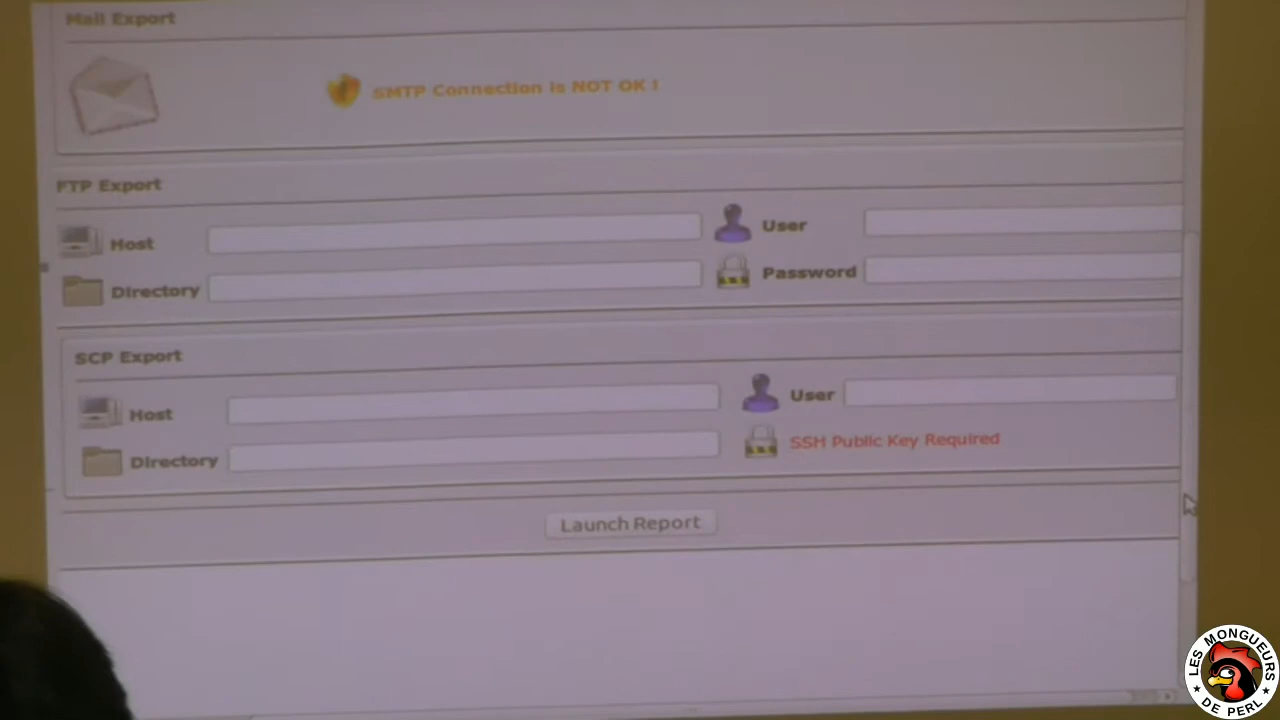 Mail Export
SMTP Connection is NOT OK !
FTP Export
Host
User
Directory
Password
SCP Export
Host
User
Directory
SSH Public Key Required
Launch Report
LES MONGUEURS
★ DE PERL ★